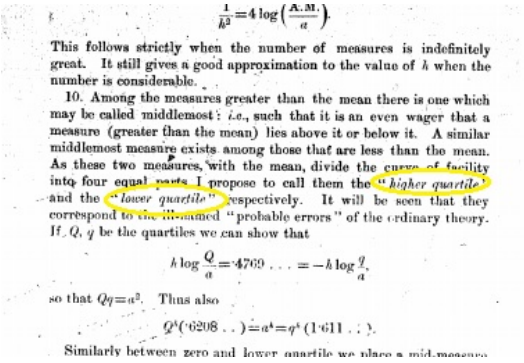 1/h² = 4 log (A.M./a).
This follows strictly when the number of measures is indefinitely
great. It still gives a good approximation to the value of h when the
number is considerable.
10. Among the measures greater than the mean there is one which
may be called middlemost; i.e., such that it is an even wager that a
measure (greater than the mean) lies above it or below it. A similar
middlemost measure exists among those that are less than the mean.
As these two measures, with the mean, divide the curve of facility
into four equal parts I propose to call them the "higher quartile"
and the "lower quartile" respectively. It will be seen that they
correspond to the ill-named "probable errors" of the ordinary theory.
If Q, q be the quartiles we can show that
h log Q/a = ·4769 . . . = −h log q/a,
so that Qq=a². Thus also
(·6208 . . )=a⁴=q⁴ (1·611 . . ).
Similarly between zero and lower quartile we place a mid-measure